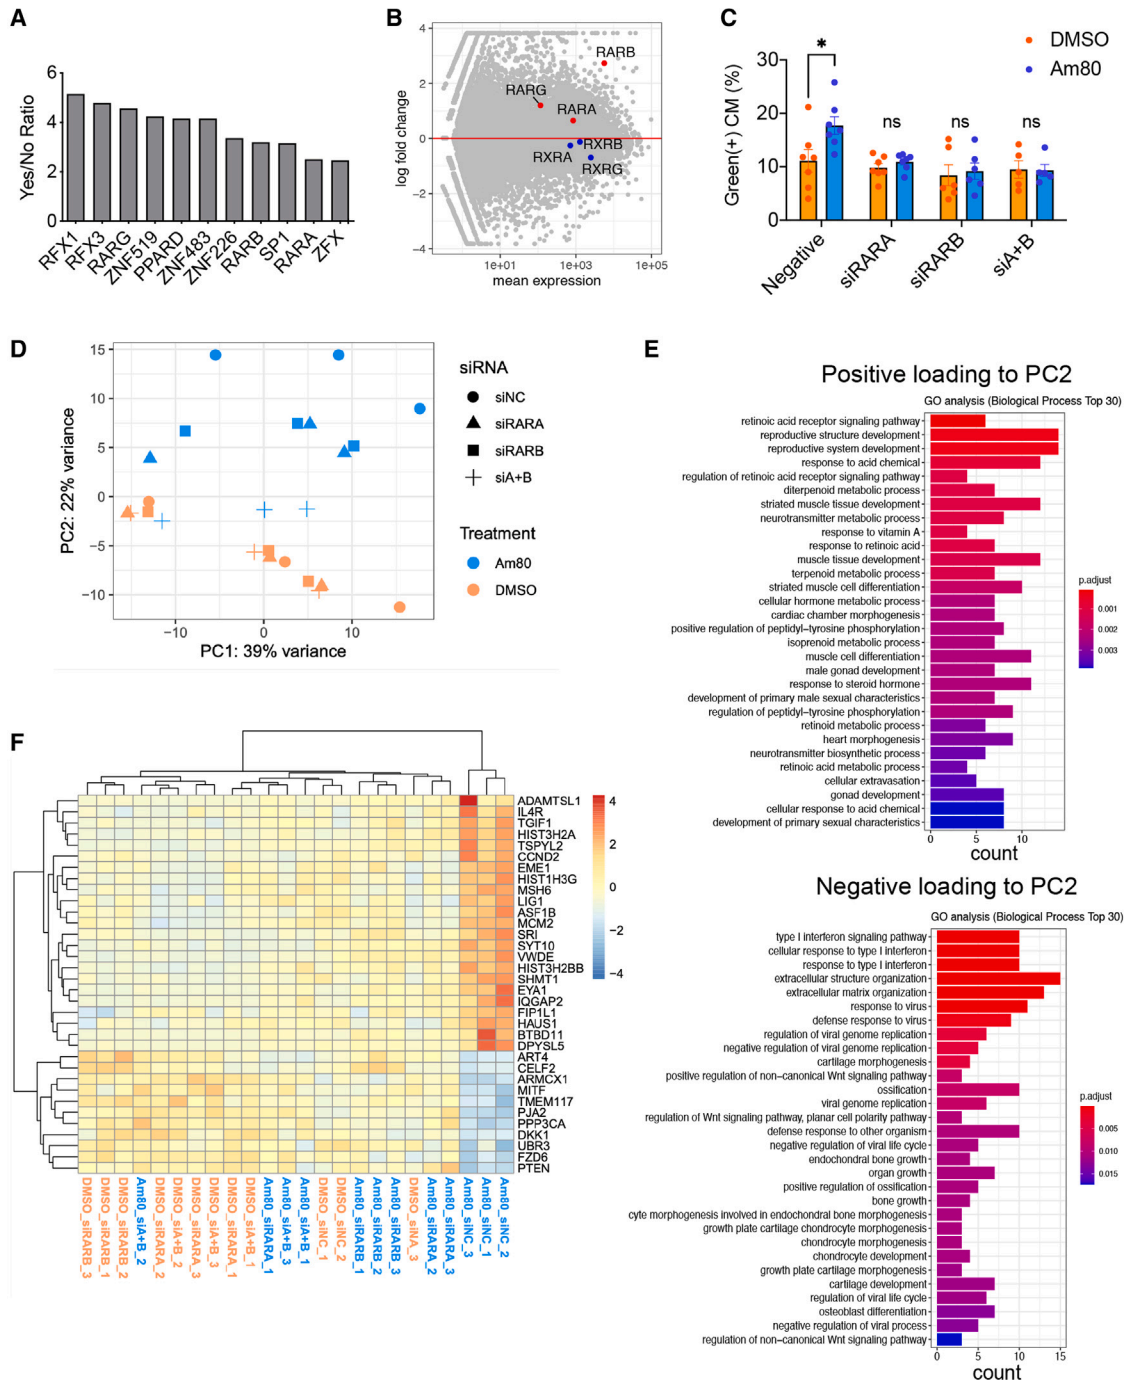 A
Yes/No Ratio
6
4
2
0
RFX1
RFX3
RARG
ZNF519
PPARD
ZNF483
ZNF226
RARB
SP1
RARA
ZFX
B
log fold change
4
2
0
−2
−4
RARB
RARG
RARA
RXRB
RXRA
RXRG
1e+01
1e+03
1e+05
mean expression
C
DMSO
Am80
Green(+) CM (%)
30
20
10
0
*
ns
ns
ns
Negative
siRARA
siRARB
siA+B
D
PC2: 22% variance
15
10
5
0
−5
−10
−10
0
10
PC1: 39% variance
siRNA
siNC
siRARA
siRARB
siA+B
Treatment
Am80
DMSO
E
Positive loading to PC2
GO analysis (Biological Process Top 30)
retinoic acid receptor signaling pathway
reproductive structure development
reproductive system development
response to acid chemical
regulation of retinoic acid receptor signaling pathway
diterpenoid metabolic process
striated muscle tissue development
neurotransmitter metabolic process
response to vitamin A
response to retinoic acid
muscle tissue development
terpenoid metabolic process
striated muscle cell differentiation
cellular hormone metabolic process
cardiac chamber morphogenesis
positive regulation of peptidyl−tyrosine phosphorylation
isoprenoid metabolic process
muscle cell differentiation
male gonad development
response to steroid hormone
development of primary male sexual characteristics
regulation of peptidyl−tyrosine phosphorylation
retinoid metabolic process
heart morphogenesis
neurotransmitter biosynthetic process
retinoic acid metabolic process
cellular extravasation
gonad development
cellular response to acid chemical
development of primary sexual characteristics
0
5
10
count
p.adjust
0.001
0.002
0.003
Negative loading to PC2
GO analysis (Biological Process Top 30)
type I interferon signaling pathway
cellular response to type I interferon
response to type I interferon
extracellular structure organization
extracellular matrix organization
response to virus
defense response to virus
regulation of viral genome replication
negative regulation of viral genome replication
cartilage morphogenesis
positive regulation of non−canonical Wnt signaling pathway
ossification
viral genome replication
regulation of Wnt signaling pathway, planar cell polarity pathway
defense response to other organism
negative regulation of viral life cycle
endochondral bone growth
organ growth
positive regulation of ossification
bone growth
cyte morphogenesis involved in endochondral bone morphogenesis
growth plate cartilage chondrocyte morphogenesis
chondrocyte morphogenesis
chondrocyte development
growth plate cartilage morphogenesis
cartilage development
regulation of viral life cycle
osteoblast differentiation
negative regulation of viral process
regulation of non−canonical Wnt signaling pathway
0
5
10
15
count
p.adjust
0.005
0.010
0.015
F
ADAMTSL1
IL4R
TGIF1
HIST3H2A
TSPYL2
CCND2
EME1
HIST1H3G
MSH6
LIG1
ASF1B
MCM2
SRI
SYT10
VWDE
HIST3H2BB
SHMT1
EYA1
IQGAP2
FIP1L1
HAUS1
BTBD11
DPYSL5
ART4
CELF2
ARMCX1
MITF
TMEM117
PJA2
PPP3CA
DKK1
UBR3
FZD6
PTEN
4
2
0
−2
−4
DMSO_siRARB_3
DMSO_siRARB_1
DMSO_siRARB_2
Am80_siA+B_2
DMSO_siRARA_2
DMSO_siA+B_2
DMSO_siRARA_3
DMSO_siA+B_3
DMSO_siRARA_1
DMSO_siA+B_1
Am80_siRARA_1
Am80_siA+B_3
Am80_siA+B_1
DMSO_siNC_1
DMSO_siNC_2
Am80_siRARB_1
Am80_siRARB_2
Am80_siRARB_3
DMSO_siNA_3
Am80_siRARA_2
Am80_siRARA_3
Am80_siNC_3
Am80_siNC_1
Am80_siNC_2